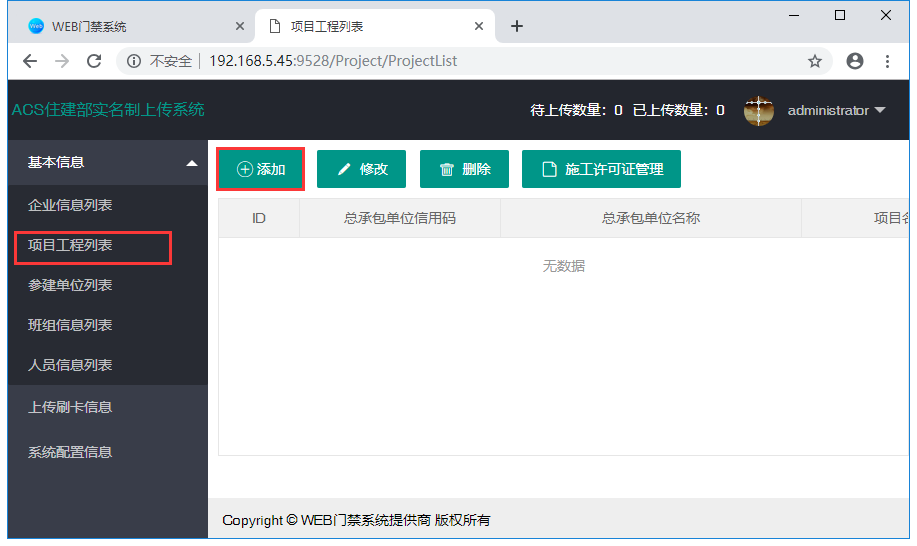 WEB门禁系统
项目工程列表
不安全 192.168.5.45:9528/Project/ProjectList
ACS住建部实名制上传系统
待上传数量：0 已上传数量：0
administrator
基本信息
企业信息列表
项目工程列表
参建单位列表
班组信息列表
人员信息列表
上传刷卡信息
系统配置信息
添加 修改 删除 施工许可证管理
ID 总承包单位信用码 总承包单位名称 项目
无数据
Copyright © WEB门禁系统提供商 版权所有